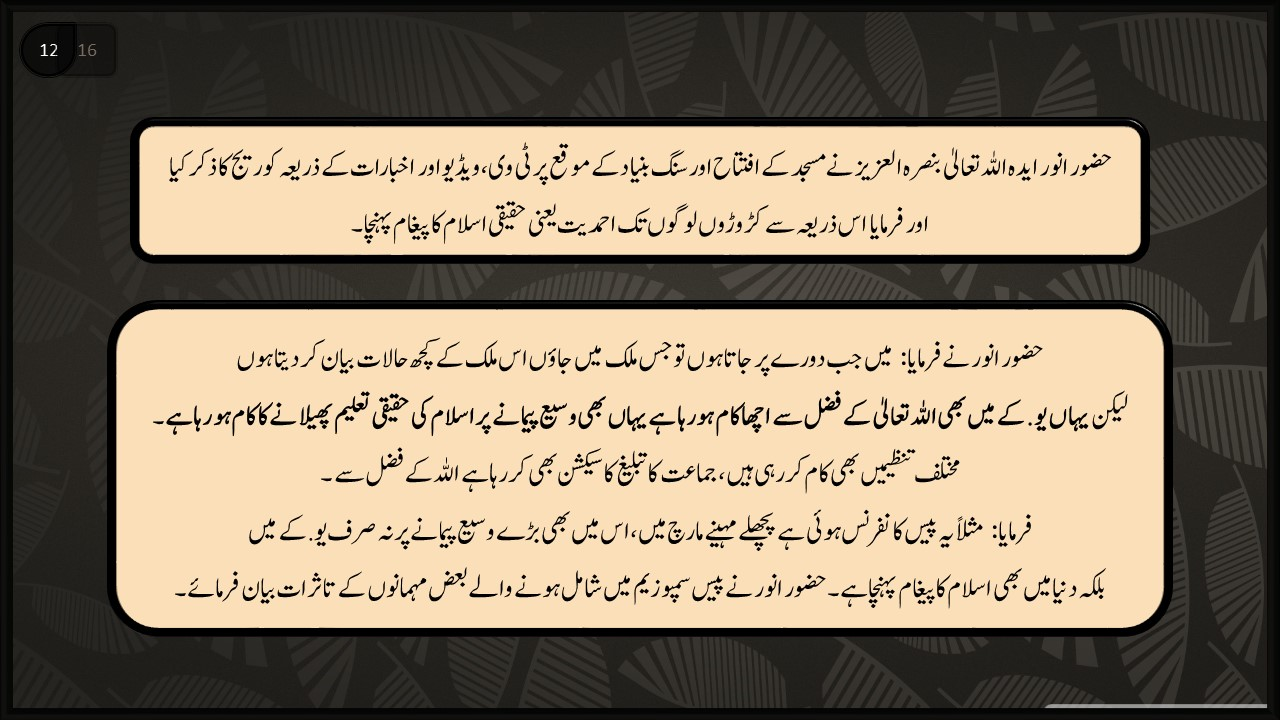 12 16
حضور انور ایدہ اللہ تعالیٰ بنصرہ العزیز نے مسجد کے افتتاح اور سنگ بنیاد کے موقع پر ٹی وی، ویڈیو اور اخبارات کے ذریعہ کوریج کا ذکر کیا
اور فرمایا اس ذریعہ سے کڑوڑوں لوگوں تک احمدیت یعنی حقیقی اسلام کا پیغام پہنچا۔
حضور انور نے فرمایا: میں جب دورے پر جاتا ہوں تو جس ملک میں جاؤں اس ملک کے کچھ حالات بیان کر دیتا ہوں
لیکن یہاں یو. کے میں بھی اللہ تعالیٰ کے فضل سے اچھا کام ہو رہا ہے یہاں بھی وسیع پیمانے پر اسلام کی حقیقی تعلیم پھیلانے کا کام ہو رہا ہے۔
مختلف تنظیمیں بھی کام کر رہی ہیں، جماعت کا تبلیغ کا سیکشن بھی کر رہا ہے اللہ کے فضل سے ۔
فرمایا: مثلاً یہ پیس کانفرنس ہوئی ہے پچھلے مہینے مارچ میں، اس میں بھی بڑے وسیع پیمانے پر نہ صرف یو. کے میں
بلکہ دنیا میں بھی اسلام کا پیغام پہنچا ہے۔ حضور انور نے پیس سمپوزیم میں شامل ہونے والے بعض مہمانوں کے تاثرات بیان فرمائے۔